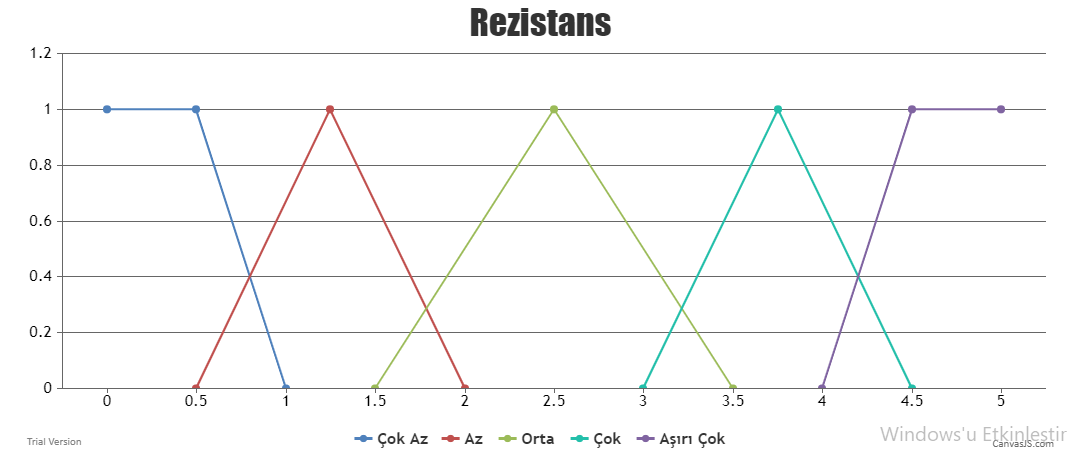 Rezistans
1.2
1
0.8
0.6
0.4
0.2
0
0 0.5 1 1.5 2 2.5 3 3.5 4 4.5 5
Çok Az Az Orta Çok Aşırı Çok
Trial Version
Windows'u Etkinleştir
CanvasJS.com